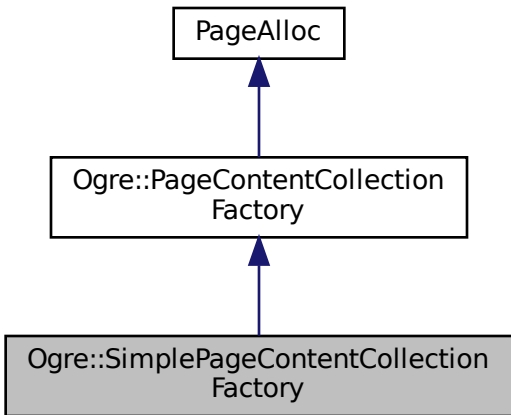 PageAlloc
Ogre::PageContentCollection
Factory
Ogre::SimplePageContentCollection
Factory